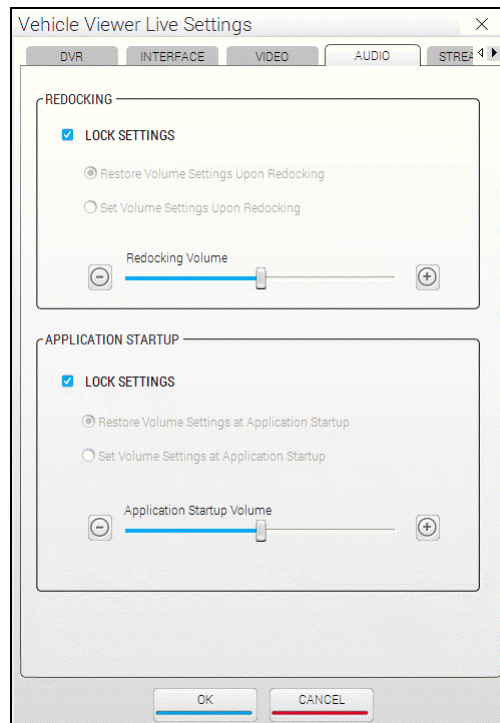 Vehicle Viewer Live Settings
DVR INTERFACE VIDEO AUDIO STREA
REDOCKING
LOCK SETTINGS
Restore Volume Settings Upon Redocking
Set Volume Settings Upon Redocking
Redocking Volume
APPLICATION STARTUP
LOCK SETTINGS
Restore Volume Settings at Application Startup
Set Volume Settings at Application Startup
Application Startup Volume
OK CANCEL